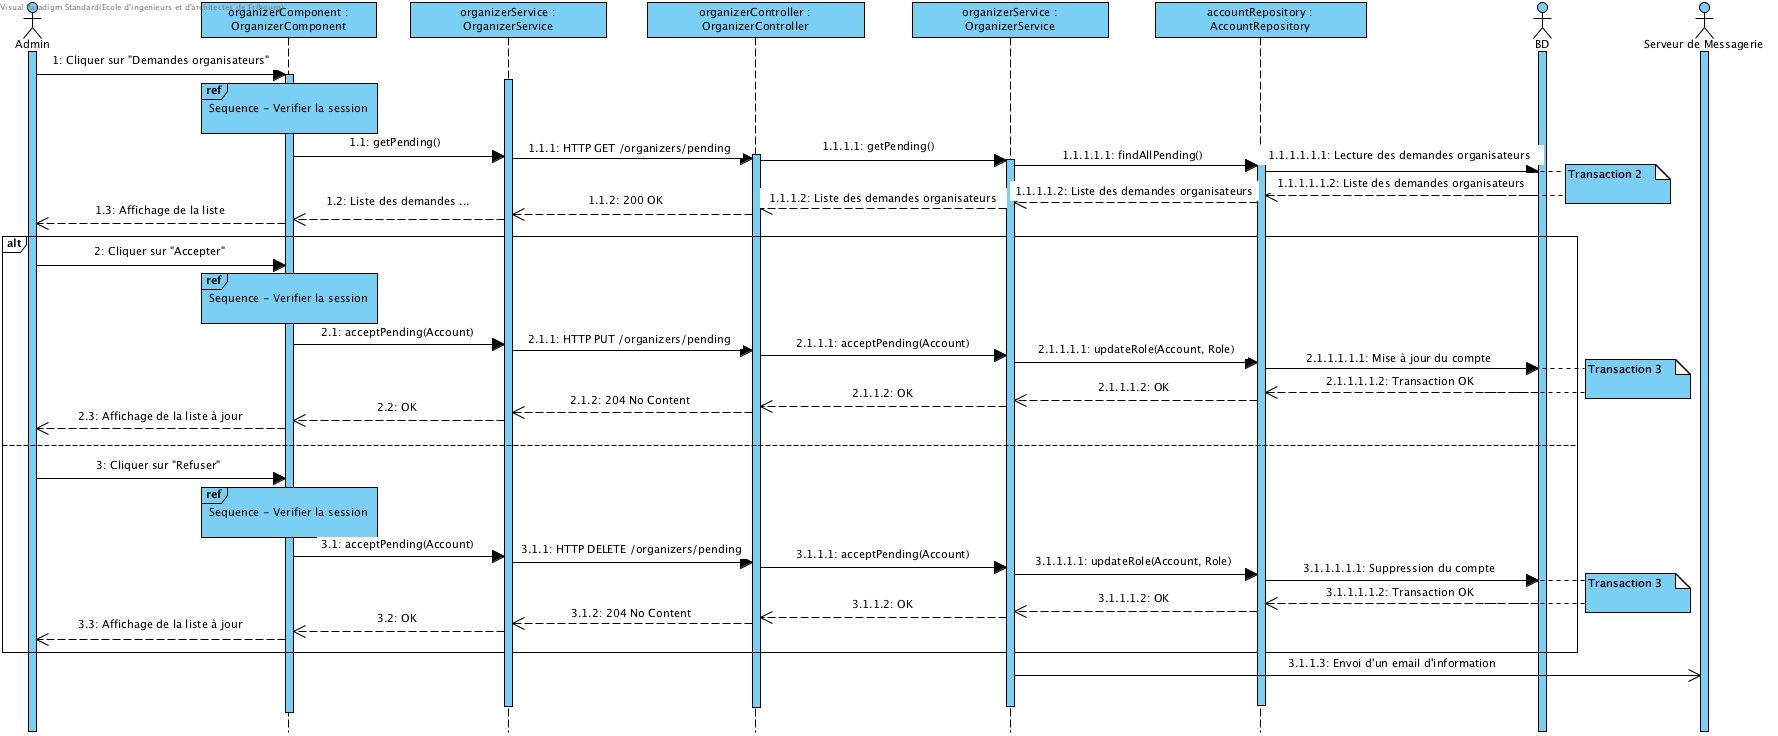 Visual Paradigm Standard(Ecole d'ingenieurs et d'architectes de Fribourg)
organizerComponent :
OrganizerComponent
organizerService :
OrganizerService
organizerController :
OrganizerController
organizerService :
OrganizerService
accountRepository :
AccountRepository
Admin
BD
Serveur de Messagerie
1: Cliquer sur "Demandes organisateurs"
ref
Sequence - Verifier la session
1.1: getPending()
1.1.1: HTTP GET /organizers/pending
1.1.1.1: getPending()
1.1.1.1.1: findAllPending()
1.1.1.1.1.1: Lecture des demandes organisateurs
Transaction 2
1.1.1.1.1.2: Liste des demandes organisateurs
1.1.1.1.2: Liste des demandes organisateurs
1.1.1.2: Liste des demandes organisateurs
1.1.2: 200 OK
1.2: Liste des demandes ...
1.3: Affichage de la liste
alt
2: Cliquer sur "Accepter"
ref
Sequence - Verifier la session
2.1: acceptPending(Account)
2.1.1: HTTP PUT /organizers/pending
2.1.1.1: acceptPending(Account)
2.1.1.1.1: updateRole(Account, Role)
2.1.1.1.1.1: Mise à jour du compte
Transaction 3
2.1.1.1.1.2: Transaction OK
2.1.1.1.2: OK
2.1.1.2: OK
2.1.2: 204 No Content
2.2: OK
2.3: Affichage de la liste à jour
3: Cliquer sur "Refuser"
ref
Sequence - Verifier la session
3.1: acceptPending(Account)
3.1.1: HTTP DELETE /organizers/pending
3.1.1.1: acceptPending(Account)
3.1.1.1.1: updateRole(Account, Role)
3.1.1.1.1.1: Suppression du compte
Transaction 3
3.1.1.1.1.2: Transaction OK
3.1.1.1.2: OK
3.1.1.2: OK
3.1.2: 204 No Content
3.2: OK
3.3: Affichage de la liste à jour
3.1.1.3: Envoi d'un email d'information